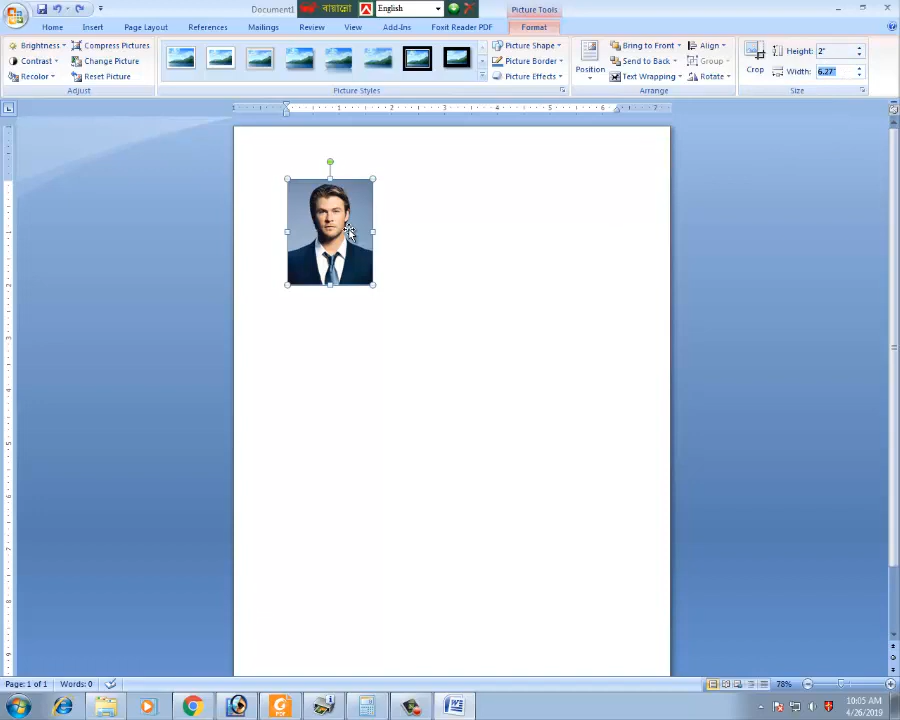 Document1
বায়ান্নো
English
Picture Tools
Home
Insert
Page Layout
References
Mailings
Review
View
Add-Ins
Foxit Reader PDF
Format
Brightness
Contrast
Recolor
Compress Pictures
Change Picture
Reset Picture
Adjust
Picture Styles
Picture Shape
Picture Border
Picture Effects
Position
Bring to Front
Send to Back
Text Wrapping
Align
Group
Rotate
Arrange
Crop
Height: 2"
Width: 6.27"
Size
Page: 1 of 1
Words: 0
78%
10:05 AM
4/26/2019